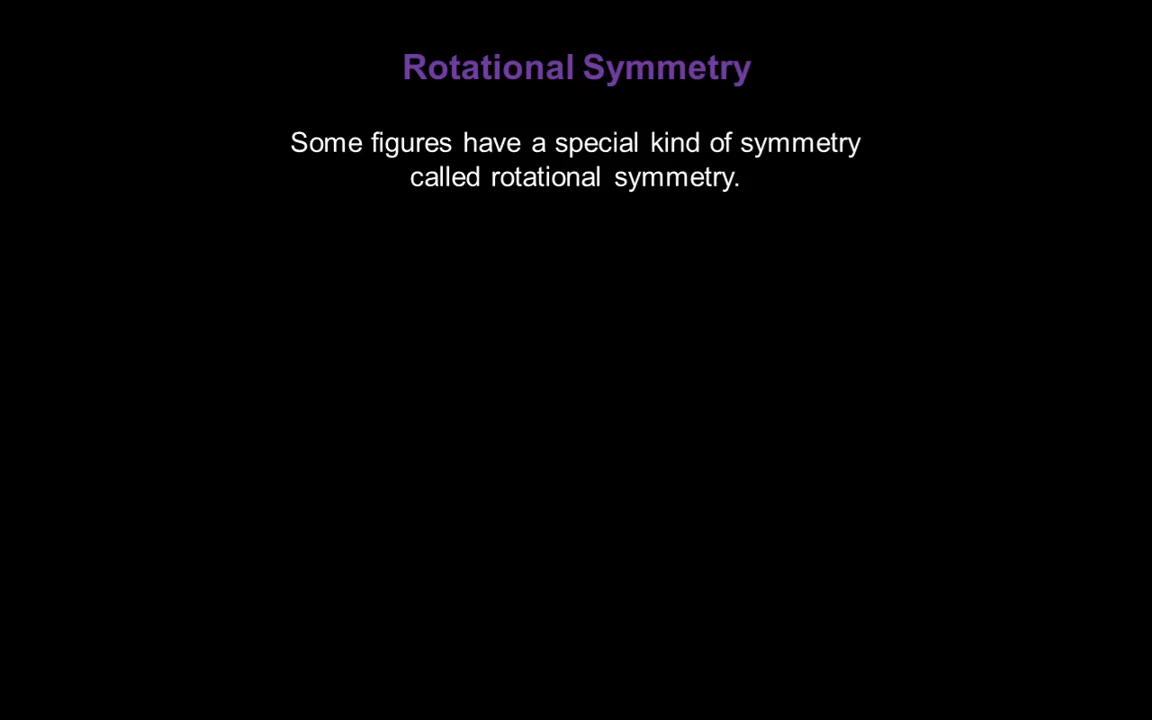 Rotational Symmetry
Some figures have a special kind of symmetry
called rotational symmetry.